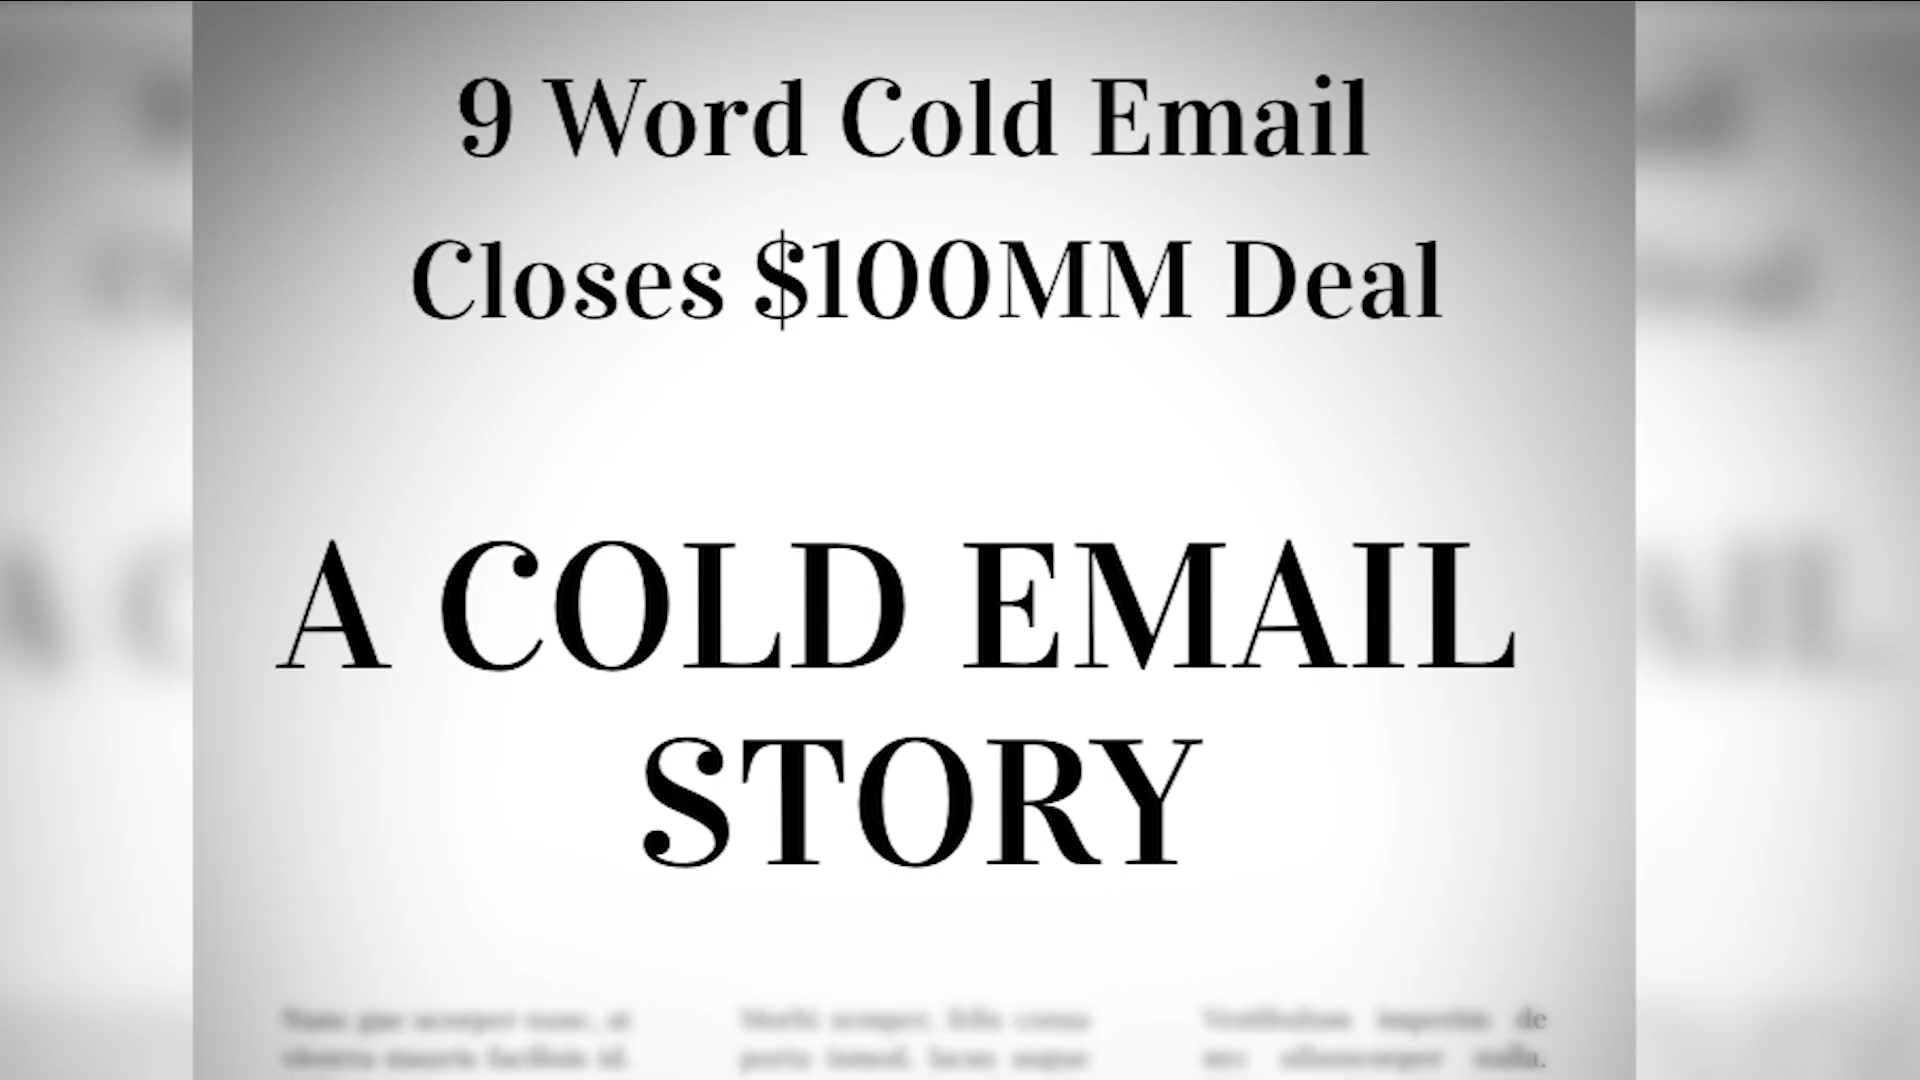 9 Word Cold Email
Closes $100MM Deal
A COLD EMAIL
STORY